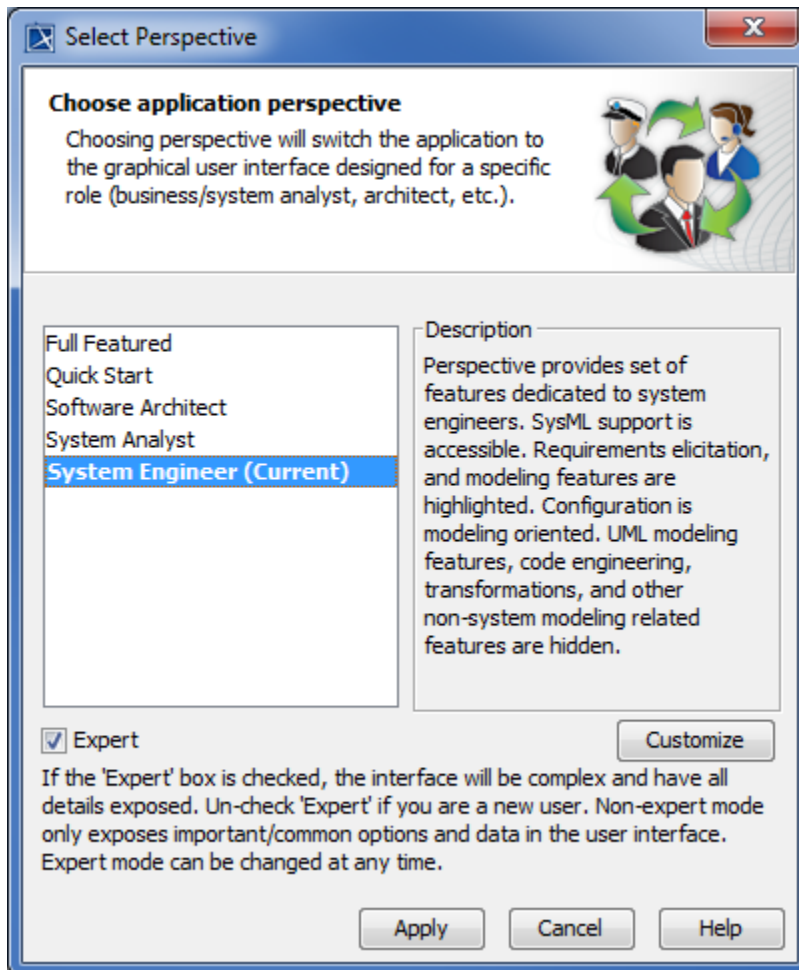 Select Perspective
Choose application perspective
Choosing perspective will switch the application to
the graphical user interface designed for a specific
role (business/system analyst, architect, etc.).
Full Featured
Quick Start
Software Architect
System Analyst
System Engineer (Current)
Description
Perspective provides set of
features dedicated to system
engineers. SysML support is
accessible. Requirements elicitation,
and modeling features are
highlighted. Configuration is
modeling oriented. UML modeling
features, code engineering,
transformations, and other
non-system modeling related
features are hidden.
Expert
Customize
If the 'Expert' box is checked, the interface will be complex and have all
details exposed. Un-check 'Expert' if you are a new user. Non-expert mode
only exposes important/common options and data in the user interface.
Expert mode can be changed at any time.
Apply
Cancel
Help